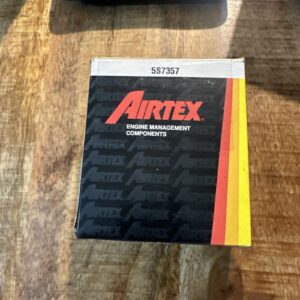 5S7357
AIRTEX
ENGINE MANAGEMENT
COMPONENTS